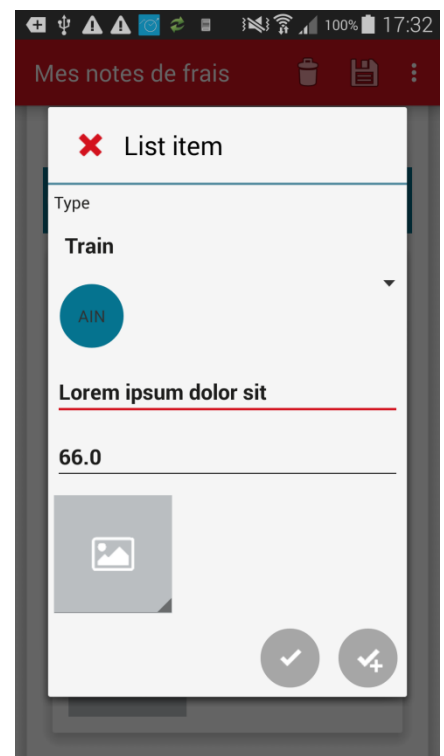 100% 17:32
Mes notes de frais
List item
Type
Train
AIN
Lorem ipsum dolor sit
66.0